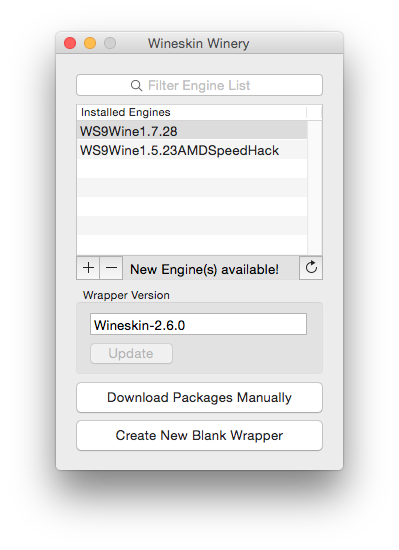 Wineskin Winery
Filter Engine List
Installed Engines
WS9Wine1.7.28
WS9Wine1.5.23AMDSpeedHack
+ − New Engine(s) available!
Wrapper Version
Wineskin-2.6.0
Update
Download Packages Manually
Create New Blank Wrapper